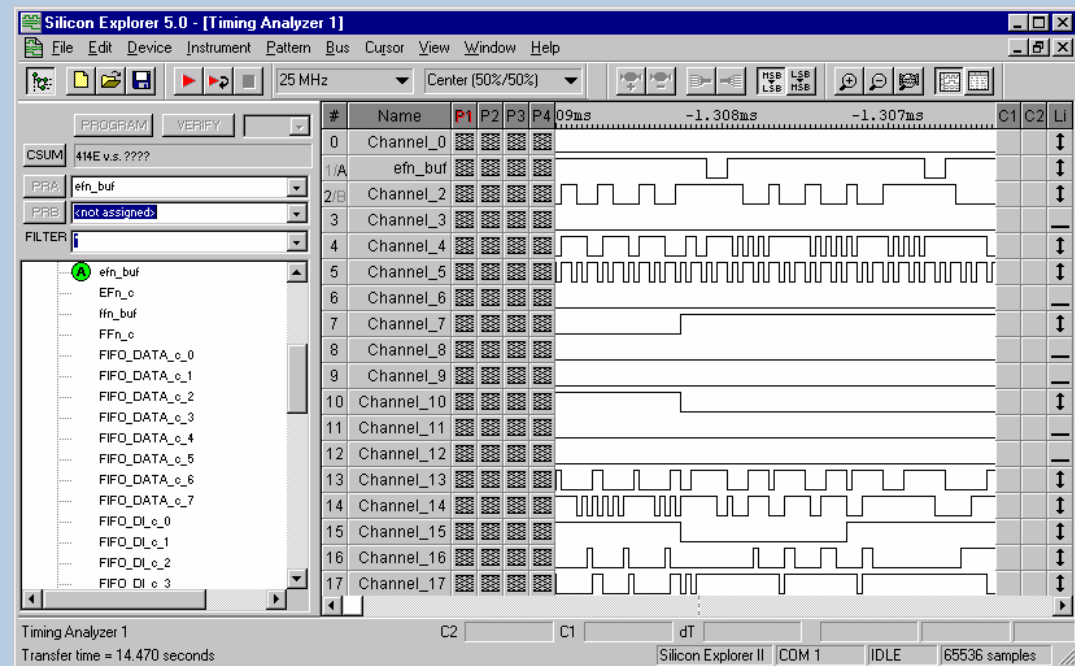 Silicon Explorer 5.0 - [Timing Analyzer 1]
File Edit Device Instrument Pattern Bus Cursor View Window Help
25 MHz Center (50%/50%) MSB LSB LSB MSB
PROGRAM VERIFY
CSUM 414E v.s. ????
PRA efn_buf
PRB <not assigned>
FILTER *
A efn_buf
EFn_c
ffn_buf
FFn_c
FIFO_DATA_c_0
FIFO_DATA_c_1
FIFO_DATA_c_2
FIFO_DATA_c_3
FIFO_DATA_c_4
FIFO_DATA_c_5
FIFO_DATA_c_6
FIFO_DATA_c_7
FIFO_DI_c_0
FIFO_DI_c_1
FIFO_DI_c_2
FIFO_DI_c_3
# Name P1 P2 P3 P4 09ms -1.308ms -1.307ms C1 C2 Li
0 Channel_0
1/A efn_buf
2/B Channel_2
3 Channel_3
4 Channel_4
5 Channel_5
6 Channel_6
7 Channel_7
8 Channel_8
9 Channel_9
10 Channel_10
11 Channel_11
12 Channel_12
13 Channel_13
14 Channel_14
15 Channel_15
16 Channel_16
17 Channel_17
Timing Analyzer 1 C2 C1 dT
Transfer time = 14.470 seconds Silicon Explorer II COM 1 IDLE 65536 samples